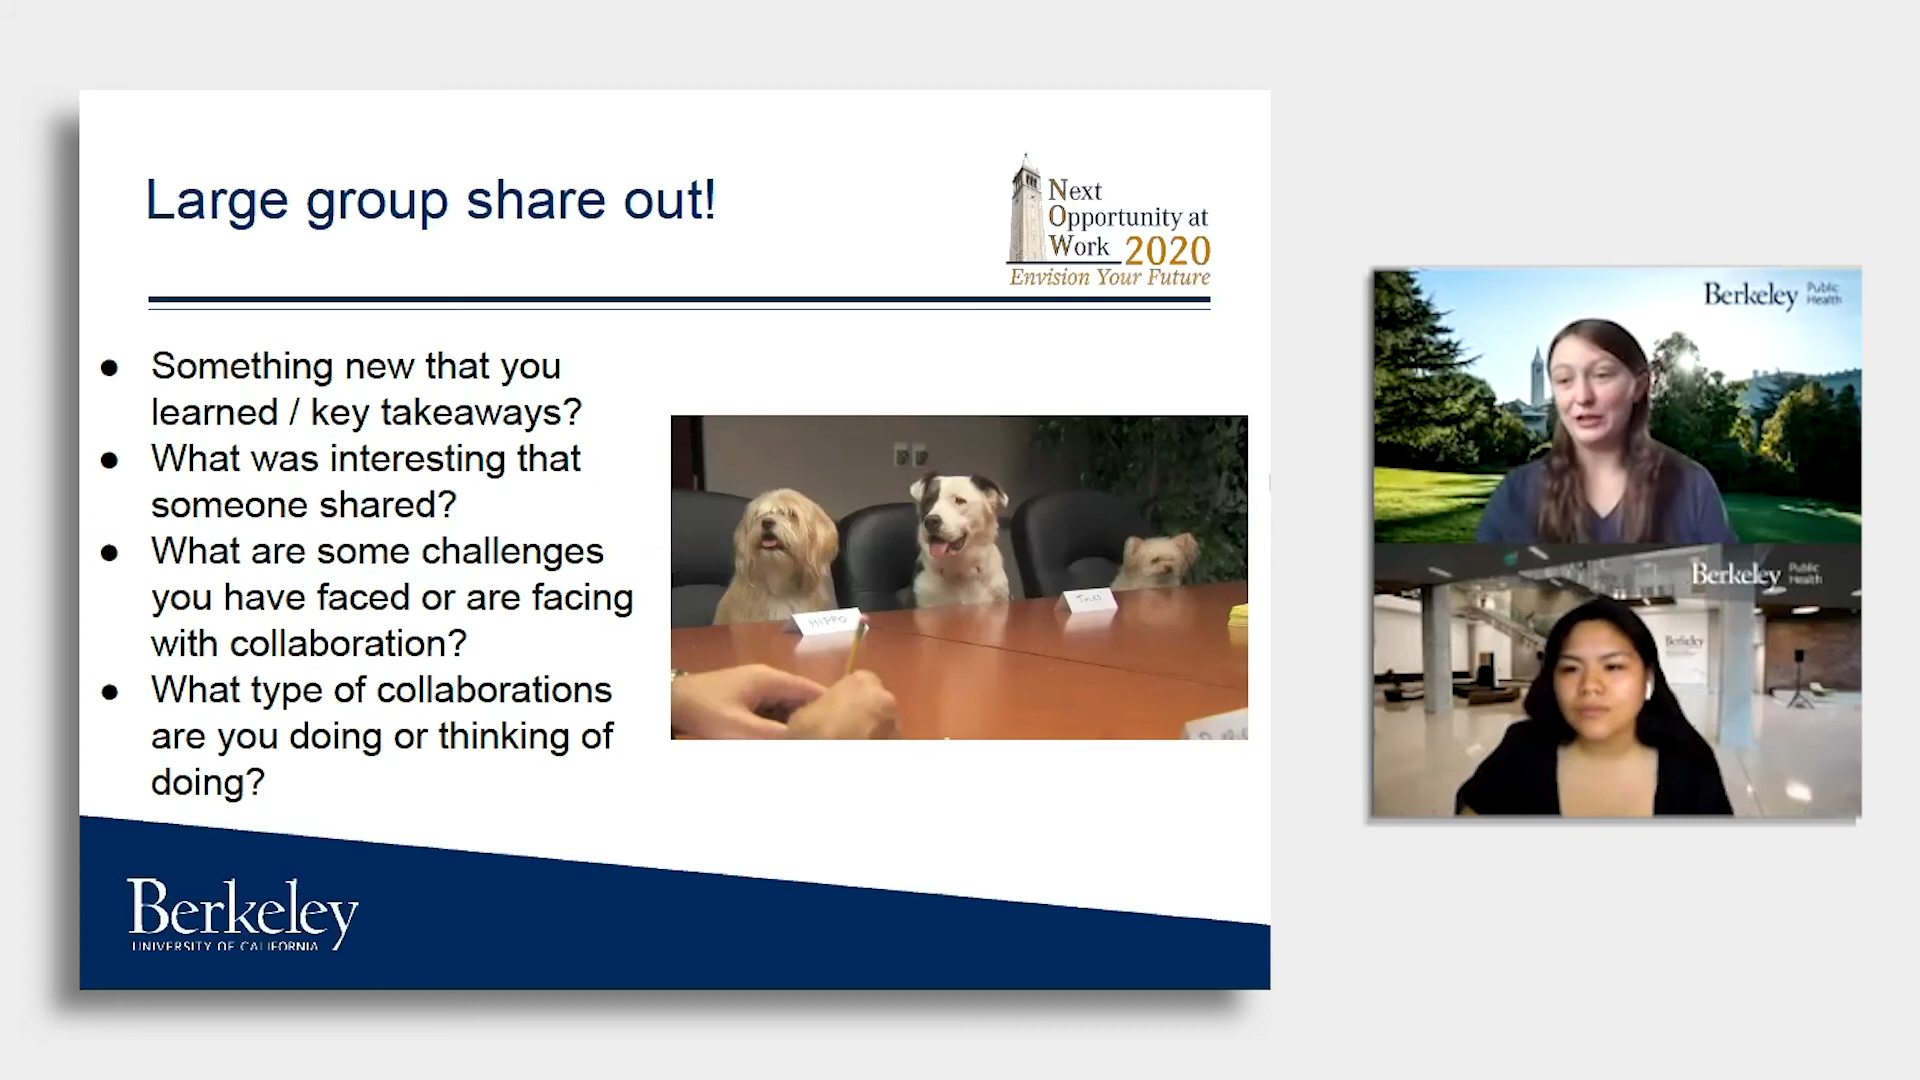 Large group share out!
Next
Opportunity at
Work 2020
Envision Your Future
● Something new that you
learned / key takeaways?
● What was interesting that
someone shared?
● What are some challenges
you have faced or are facing
with collaboration?
● What type of collaborations
are you doing or thinking of
doing?
HIPPO
Berkeley
UNIVERSITY OF CALIFORNIA
Berkeley Public
Health
Berkeley Public
Health
Berkeley